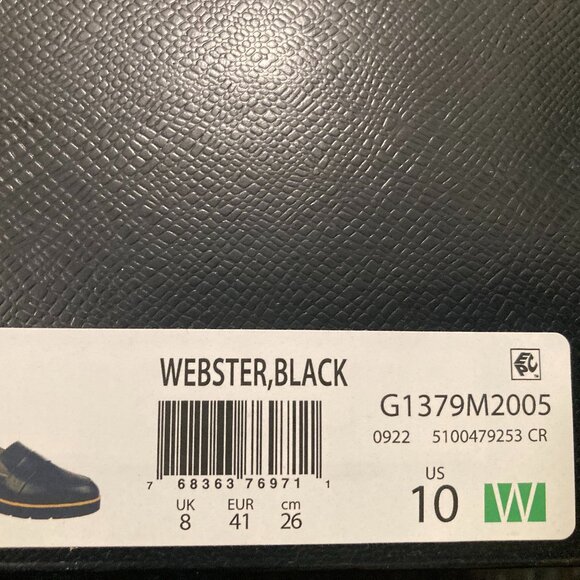 WEBSTER,BLACK
G1379M2005
0922 5100479253 CR
7 68363 76971 1
UK EUR cm
8 41 26
US
10 W